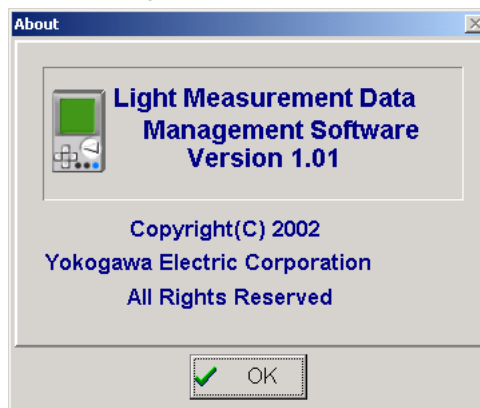 About
Light Measurement Data
Management Software
Version 1.01
Copyright(C) 2002
Yokogawa Electric Corporation
All Rights Reserved
OK